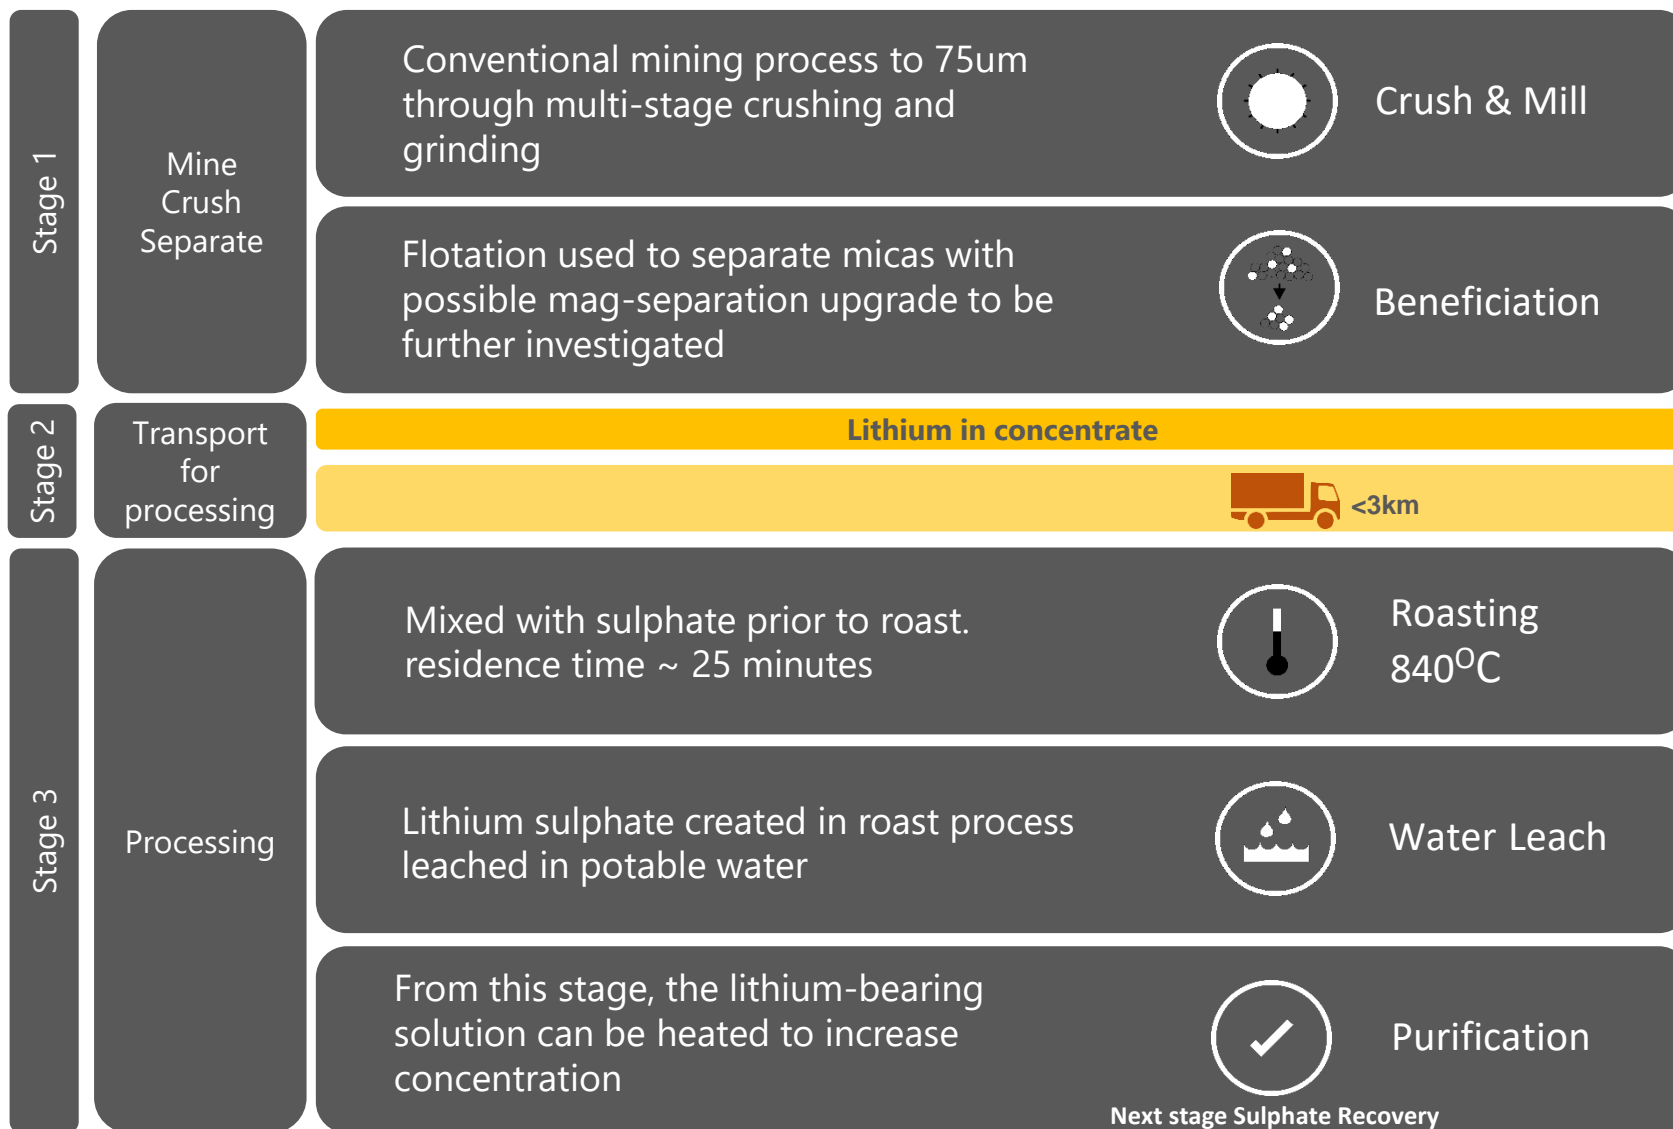 Stage 1
Mine
Crush
Separate
Conventional mining process to 75um
through multi-stage crushing and
grinding
Crush & Mill
Flotation used to separate micas with
possible mag-separation upgrade to be
further investigated
Beneficiation
Stage 2
Transport
for
processing
Lithium in concentrate
<3km
Stage 3
Processing
Mixed with sulphate prior to roast.
residence time ~ 25 minutes
Roasting
840ᴼC
Lithium sulphate created in roast process
leached in potable water
Water Leach
From this stage, the lithium-bearing
solution can be heated to increase
concentration
Purification
Next stage Sulphate Recovery